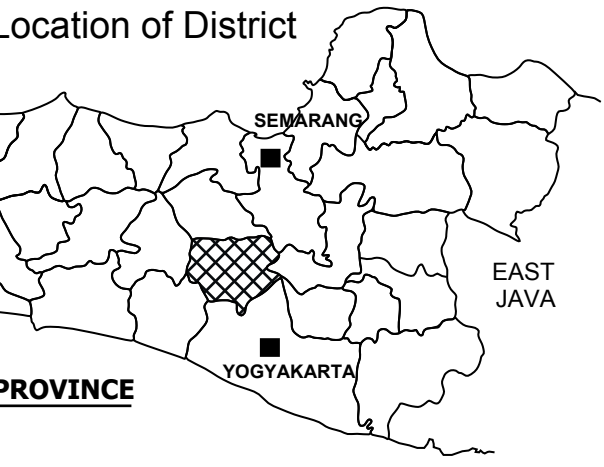 Location of District
SEMARANG
EAST
JAVA
YOGYAKARTA
PROVINCE